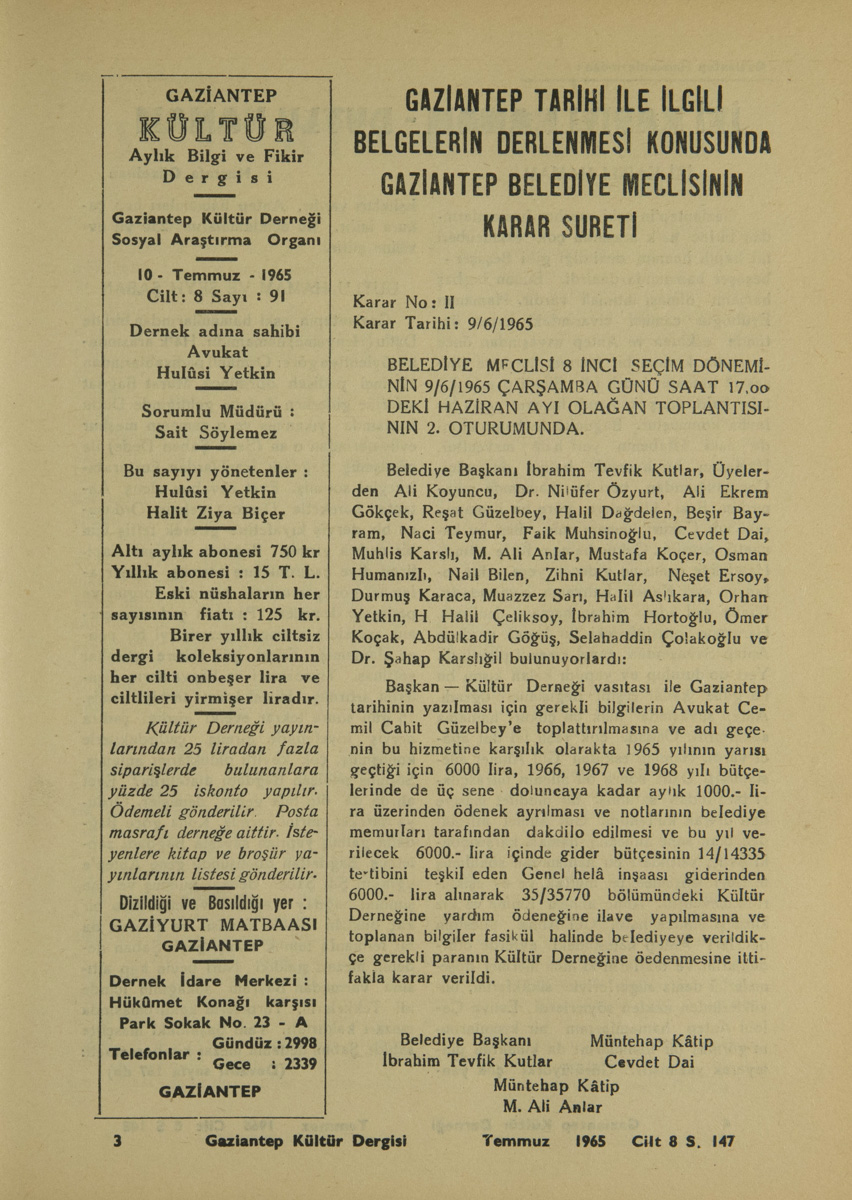 GAZİANTEP
KÜLTÜR
Aylık Bilgi ve Fikir
Dergisi
Gaziantep Kültür Derneği
Sosyal Araştırma Organı
10 - Temmuz - 1965
Cilt: 8 Sayı : 91
Dernek adına sahibi
Avukat
Hulûsi Yetkin
Sorumlu Müdürü :
Sait Söylemez
Bu sayıyı yönetenler :
Hulûsi Yetkin
Halit Ziya Biçer
Altı aylık abonesi 750 kr
Yıllık abonesi : 15 T. L.
Eski nüshaların her
sayısının fiatı : 125 kr.
Birer yıllık ciltsiz
dergi koleksiyonlarının
her cilti onbeşer lira ve
ciltlileri yirmişer liradır.
Kültür Derneği yayın-
larından 25 liradan fazla
siparişlerde bulunanlara
yüzde 25 iskonto yapılır.
Ödemeli gönderilir. Posta
masrafı derneğe aittir. İste-
yenlere kitap ve broşür ya-
yınlarının listesi gönderilir.
Dizildiği ve Basıldığı yer :
GAZİYURT MATBAASI
GAZİANTEP
Dernek İdare Merkezi :
Hükûmet Konağı karşısı
Park Sokak No. 23 - A
Telefonlar : Gündüz : 2998
Gece : 2339
GAZİANTEP
GAZİANTEP TARİHİ İLE İLGİLİ
BELGELERİN DERLENMESİ KONUSUNDA
GAZİANTEP BELEDİYE MECLİSİNİN
KARAR SURETİ
Karar No: II
Karar Tarihi: 9/6/1965
BELEDİYE MECLİSİ 8 İNCİ SEÇİM DÖNEMİ-
NİN 9/6/1965 ÇARŞAMBA GÜNÜ SAAT 17,oo
DEKİ HAZİRAN AYI OLAĞAN TOPLANTISI-
NIN 2. OTURUMUNDA.
Belediye Başkanı İbrahim Tevfik Kutlar, Üyeler-
den Ali Koyuncu, Dr. Nilüfer Özyurt, Ali Ekrem
Gökçek, Reşat Güzelbey, Halil Dağdelen, Beşir Bay-
ram, Naci Teymur, Faik Muhsinoğlu, Cevdet Dai,
Muhlis Karslı, M. Ali Anlar, Mustafa Koçer, Osman
Humanızlı, Nail Bilen, Zihni Kutlar, Neşet Ersoy,
Durmuş Karaca, Muazzez Sarı, Halil Aslıkara, Orhan
Yetkin, H. Halil Çeliksoy, İbrahim Hortoğlu, Ömer
Koçak, Abdülkadir Göğüş, Selahaddin Çolakoğlu ve
Dr. Şahap Karslığil bulunuyorlardı:
Başkan — Kültür Derneği vasıtası ile Gaziantep
tarihinin yazılması için gerekli bilgilerin Avukat Ce-
mil Cahit Güzelbey'e toplattırılmasına ve adı geçe-
nin bu hizmetine karşılık olarakta 1965 yılının yarısı
geçtiği için 6000 lira, 1966, 1967 ve 1968 yılı bütçe-
lerinde de üç sene doluncaya kadar aylık 1000.- li-
ra üzerinden ödenek ayrılması ve notlarının belediye
memurları tarafından dakdilo edilmesi ve bu yıl ve-
rilecek 6000.- lira içinde gider bütçesinin 14/14335
tertibini teşkil eden Genel helâ inşaası giderinden
6000.- lira alınarak 35/35770 bölümündeki Kültür
Derneğine yardım ödeneğine ilave yapılmasına ve
toplanan bilgiler fasikül halinde belediyeye verildik-
çe gerekli paranın Kültür Derneğine öedenmesine itti-
fakla karar verildi.
Belediye Başkanı Müntehap Kâtip
İbrahim Tevfik Kutlar Cevdet Dai
Müntehap Kâtip
M. Ali Anlar
3 Gaziantep Kültür Dergisi Temmuz 1965 Cilt 8 S. 147